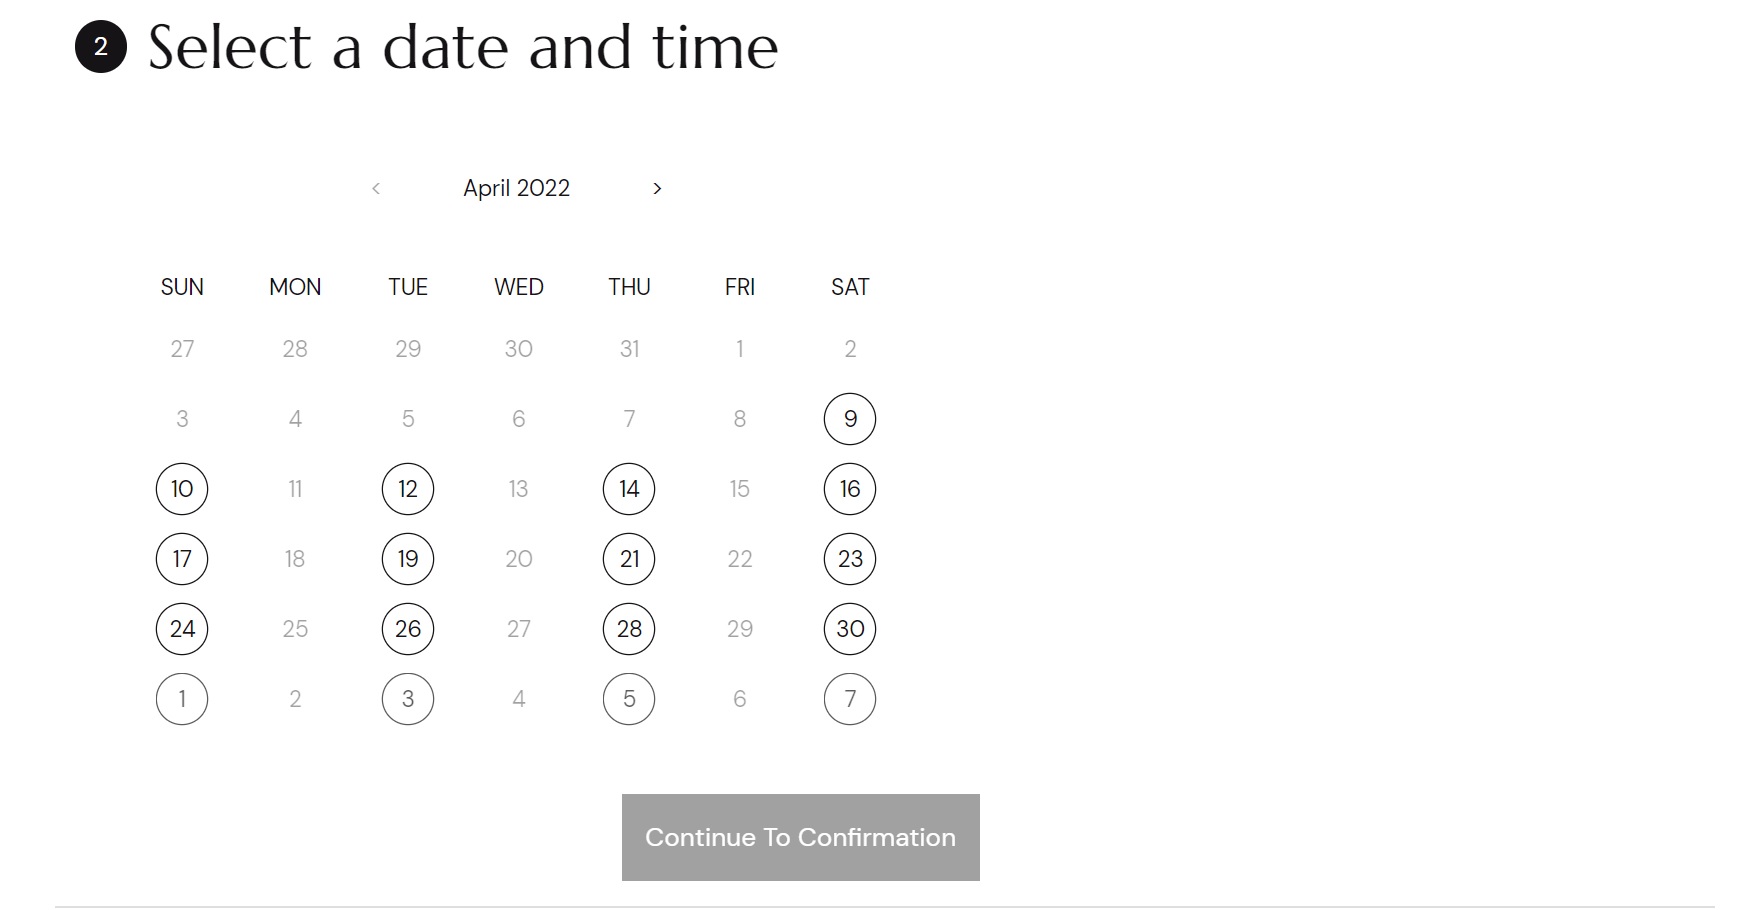 2 Select a date and time
< April 2022 >
SUN MON TUE WED THU FRI SAT
27 28 29 30 31 1 2
3 4 5 6 7 8 9
10 11 12 13 14 15 16
17 18 19 20 21 22 23
24 25 26 27 28 29 30
1 2 3 4 5 6 7
Continue To Confirmation